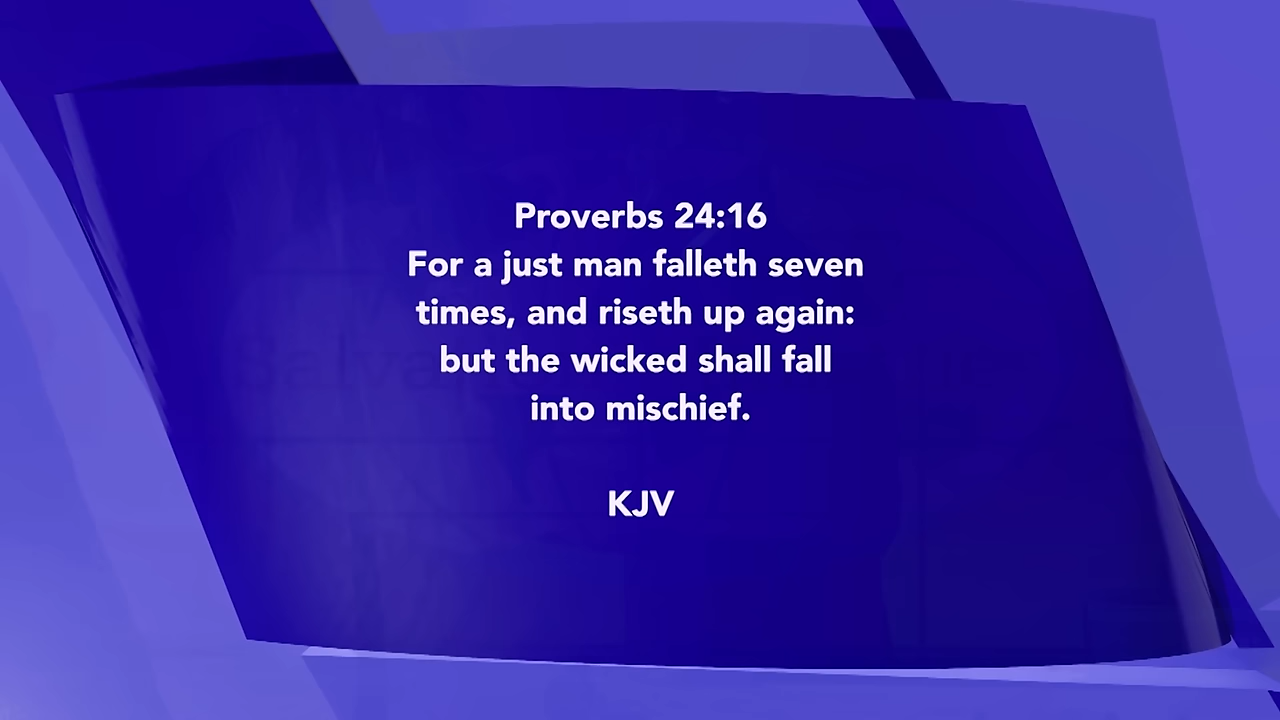 Proverbs 24:16
For a just man falleth seven
times, and riseth up again:
but the wicked shall fall
into mischief.
KJV